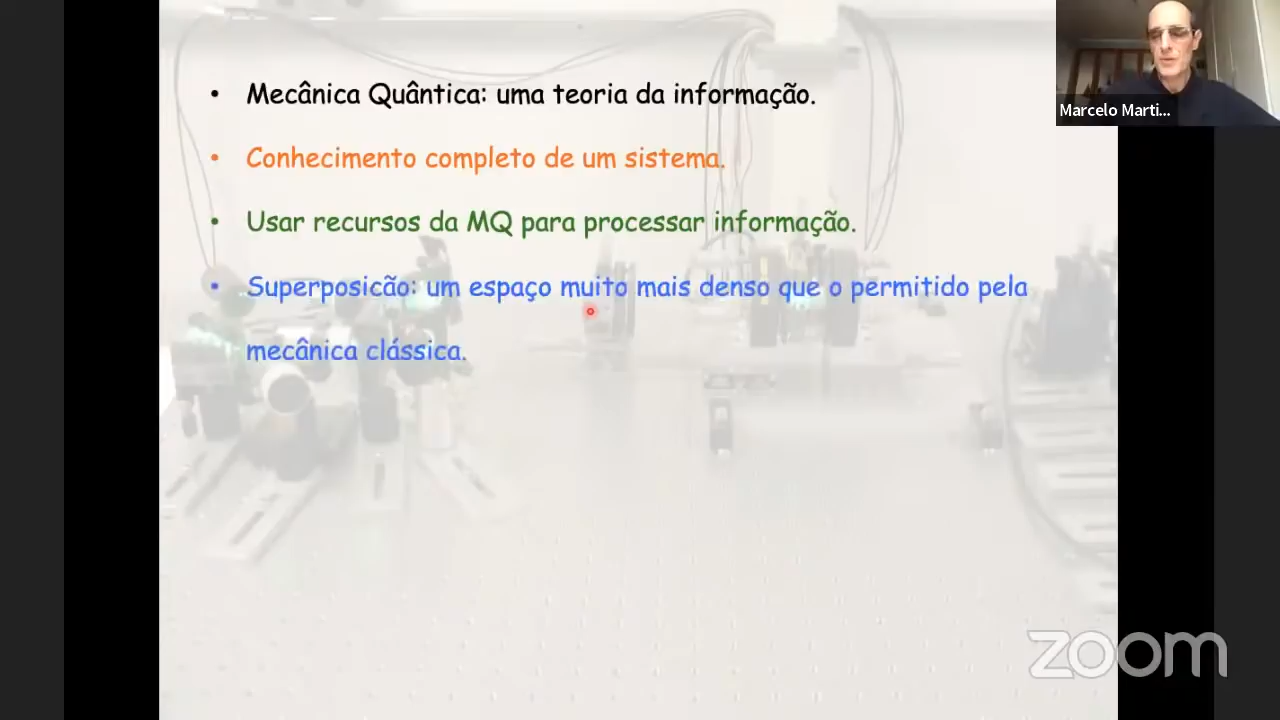 Marcelo Marti...
• Mecânica Quântica: uma teoria da informação.
• Conhecimento completo de um sistema.
• Usar recursos da MQ para processar informação.
• Superposicão: um espaço muito mais denso que o permitido pela
mecânica clássica.
zoom